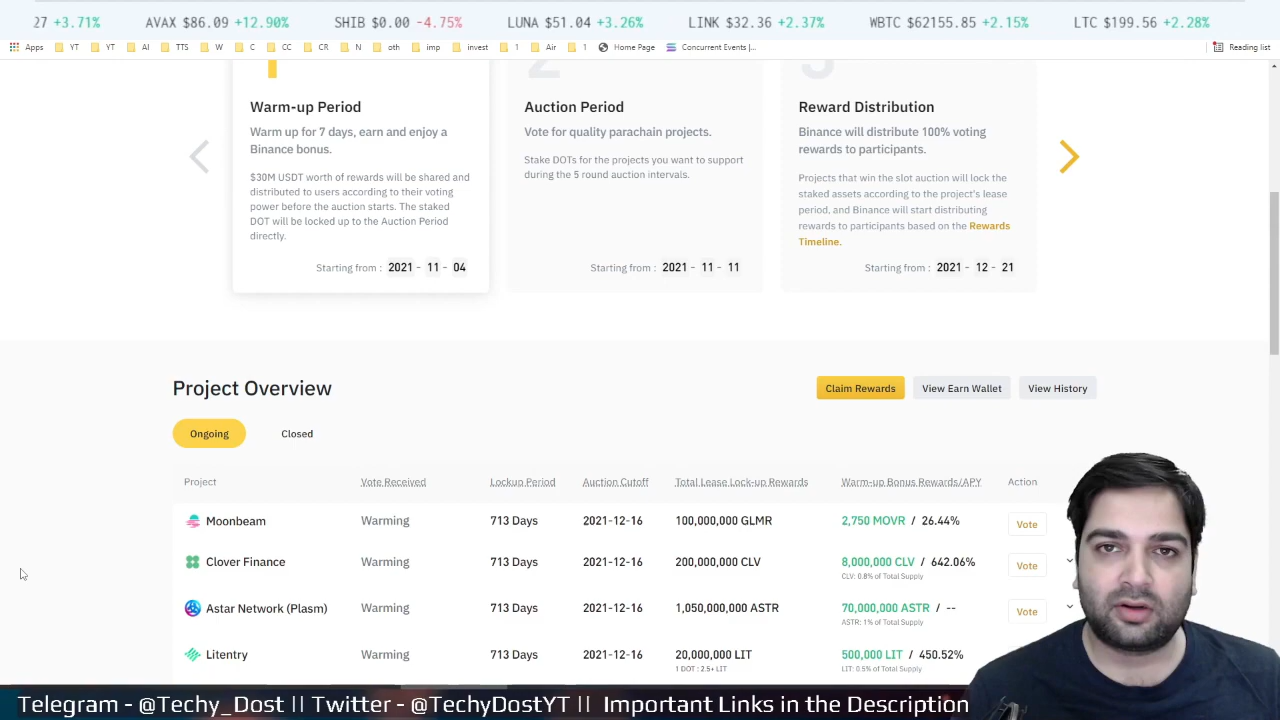 27 +3.71% AVAX $86.09 +12.90% SHIB $0.00 -4.75% LUNA $51.04 +3.26% LINK $32.36 +2.37% WBTC $62155.85 +2.15% LTC $199.56 +2.28%
Apps YT YT AI TTS W C CC CR N oth imp invest 1 Air 1 Home Page Concurrent Events |... Reading list
1 2 3
Warm-up Period
Warm up for 7 days, earn and enjoy a
Binance bonus.
$30M USDT worth of rewards will be shared and
distributed to users according to their voting
power before the auction starts. The staked
DOT will be locked up to the Auction Period
directly.
Starting from : 2021 - 11 - 04
Auction Period
Vote for quality parachain projects.
Stake DOTs for the projects you want to support
during the 5 round auction intervals.
Starting from : 2021 - 11 - 11
Reward Distribution
Binance will distribute 100% voting
rewards to participants.
Projects that win the slot auction will lock the
staked assets according to the project's lease
period, and Binance will start distributing
rewards to participants based on the Rewards
Timeline.
Starting from : 2021 - 12 - 21
Project Overview
Claim Rewards View Earn Wallet View History
Ongoing Closed
Project Vote Received Lockup Period Auction Cutoff Total Lease Lock-up Rewards Warm-up Bonus Rewards/APY Action
Moonbeam Warming 713 Days 2021-12-16 100,000,000 GLMR 2,750 MOVR / 26.44% Vote
Clover Finance Warming 713 Days 2021-12-16 200,000,000 CLV 8,000,000 CLV / 642.06% Vote
CLV: 0.8% of Total Supply
Astar Network (Plasm) Warming 713 Days 2021-12-16 1,050,000,000 ASTR 70,000,000 ASTR / -- Vote
ASTR: 1% of Total Supply
Litentry Warming 713 Days 2021-12-16 20,000,000 LIT 500,000 LIT / 450.52%
1 DOT : 2.5+ LIT LIT: 0.5% of Total Supply
Telegram - @Techy_Dost || Twitter - @TechyDostYT || Important Links in the Description